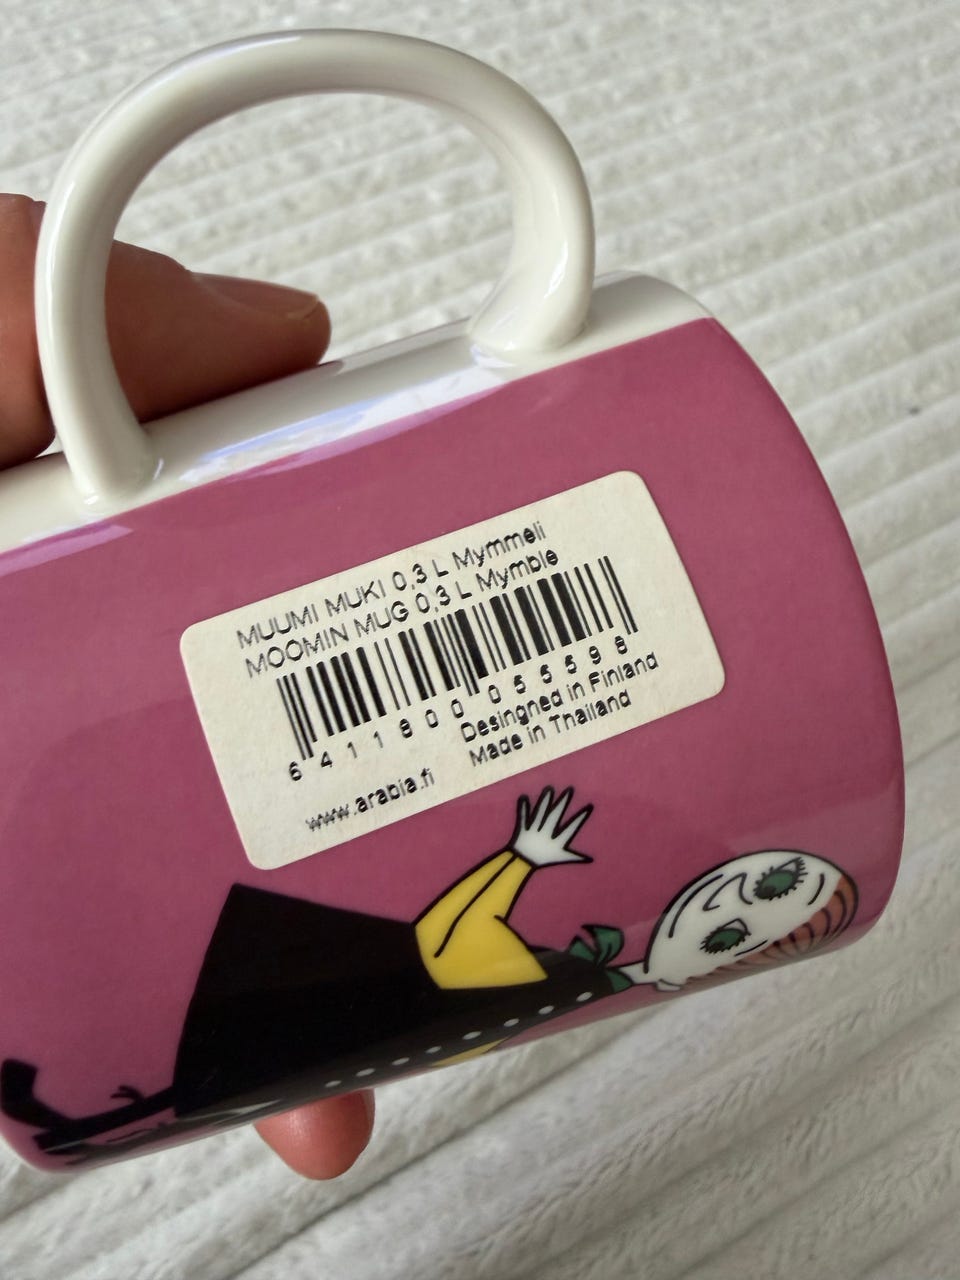 MUUMI MUKI 0,3 L Mymmeli
MOOMIN MUG 0,3 L Mymble
6 411800 055598
Desingned in Finland
www.arabia.fi Made in Thailand